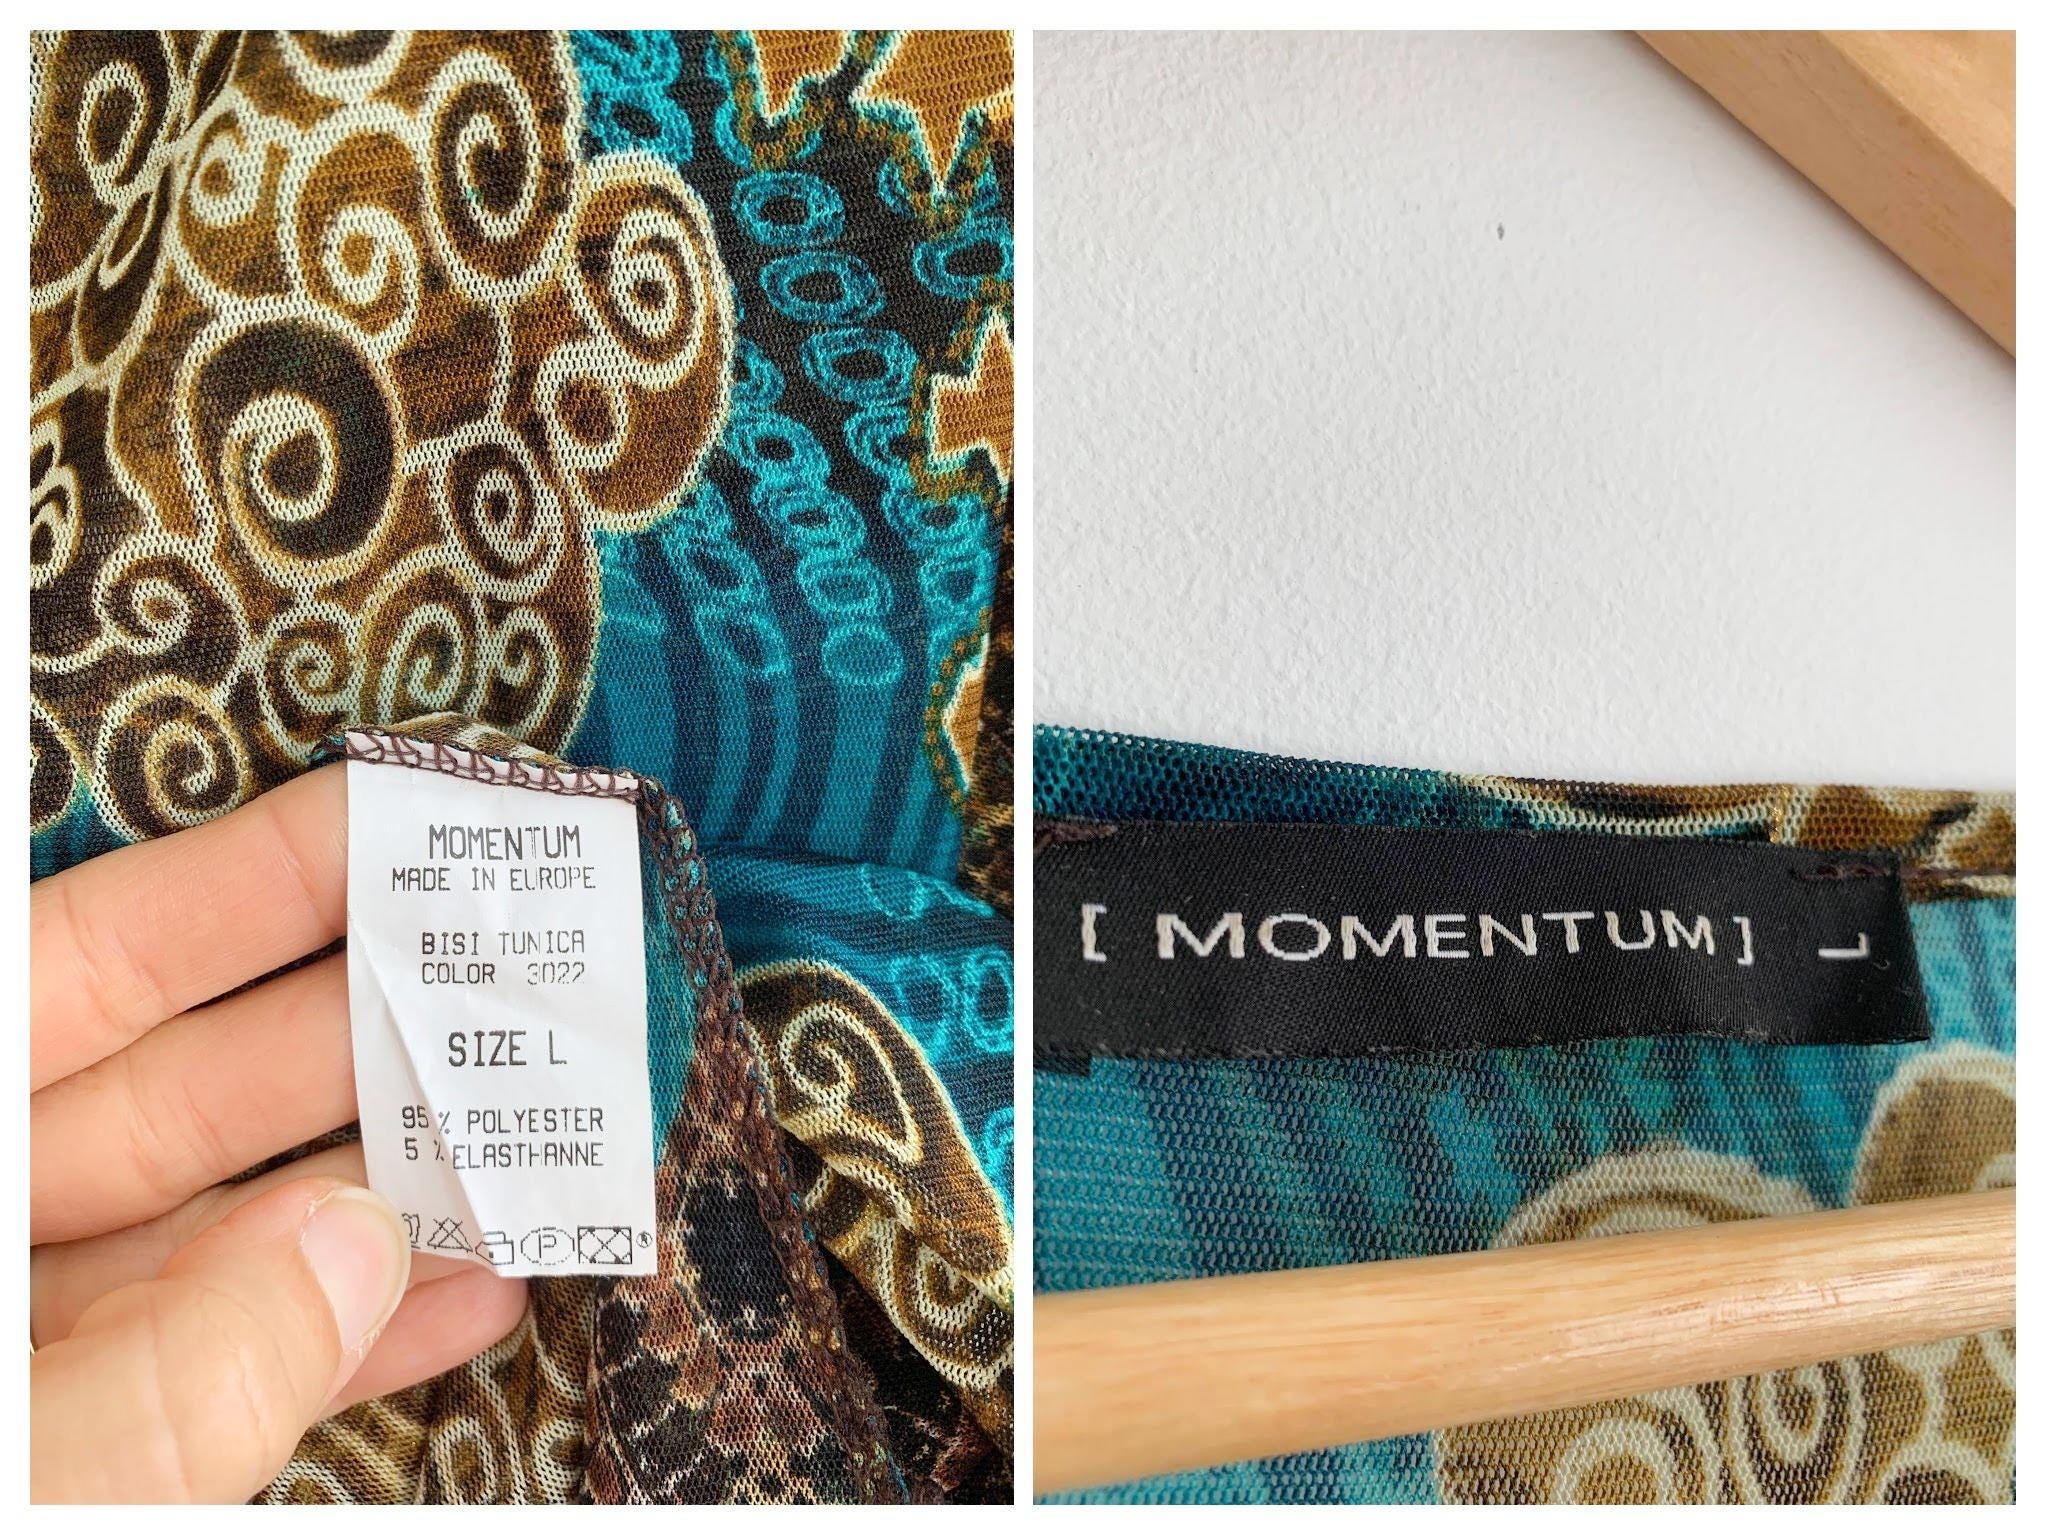 MOMENTUM
MADE IN EUROPE
BISI TUNICA
COLOR 3022
SIZE L
95 % POLYESTER
5 % ELASTHANNE
P
[ MOMENTUM ] L